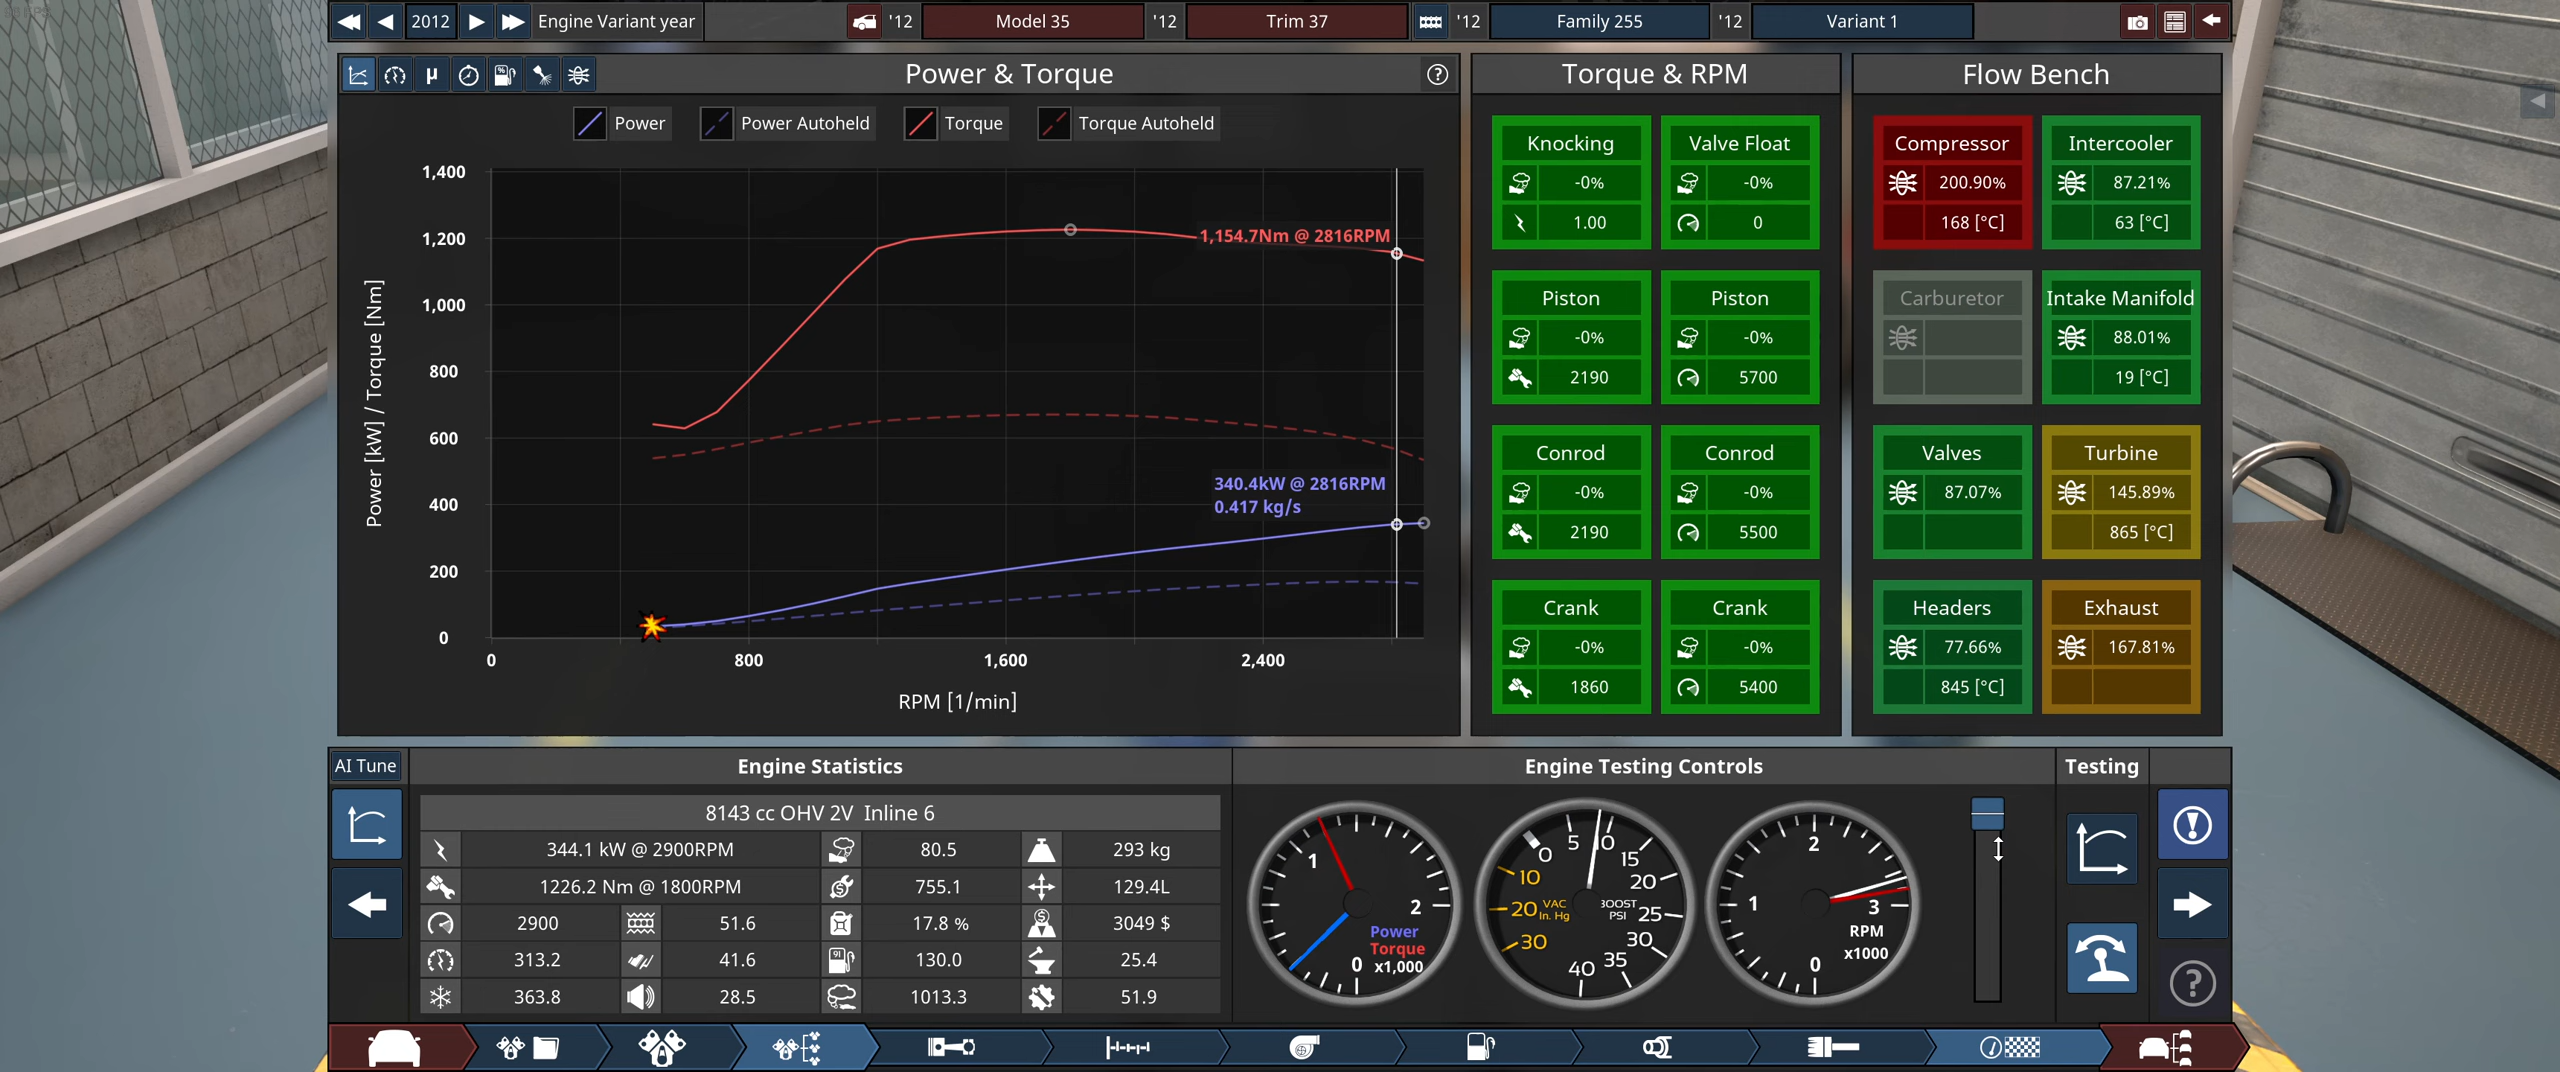 2012
Engine Variant year
'12
Model 35
'12
Trim 37
'12
Family 255
'12
Variant 1
Power & Torque
?
Power
Power Autoheld
Torque
Torque Autoheld
1,400
1,200
1,000
800
600
400
200
0
Power [kW] / Torque [Nm]
1,154.7Nm @ 2816RPM
340.4kW @ 2816RPM
0.417 kg/s
0
800
1,600
2,400
RPM [1/min]
Torque & RPM
Knocking
-0%
1.00
Valve Float
-0%
0
Piston
-0%
2190
Piston
-0%
5700
Conrod
-0%
2190
Conrod
-0%
5500
Crank
-0%
1860
Crank
-0%
5400
Flow Bench
Compressor
200.90%
168 [°C]
Intercooler
87.21%
63 [°C]
Carburetor
Intake Manifold
88.01%
19 [°C]
Valves
87.07%
Turbine
145.89%
865 [°C]
Headers
77.66%
845 [°C]
Exhaust
167.81%
AI Tune
Engine Statistics
8143 cc OHV 2V Inline 6
344.1 kW @ 2900RPM
80.5
293 kg
1226.2 Nm @ 1800RPM
755.1
129.4L
2900
51.6
17.8 %
3049 $
313.2
41.6
91
130.0
25.4
363.8
28.5
1013.3
51.9
Engine Testing Controls
1
2
0
Power
Torque
x1,000
0
5
10
15
20
25
30
35
40
10
20
30
VAC
In. Hg
BOOST
PSI
0
1
2
3
RPM
x1000
Testing
?